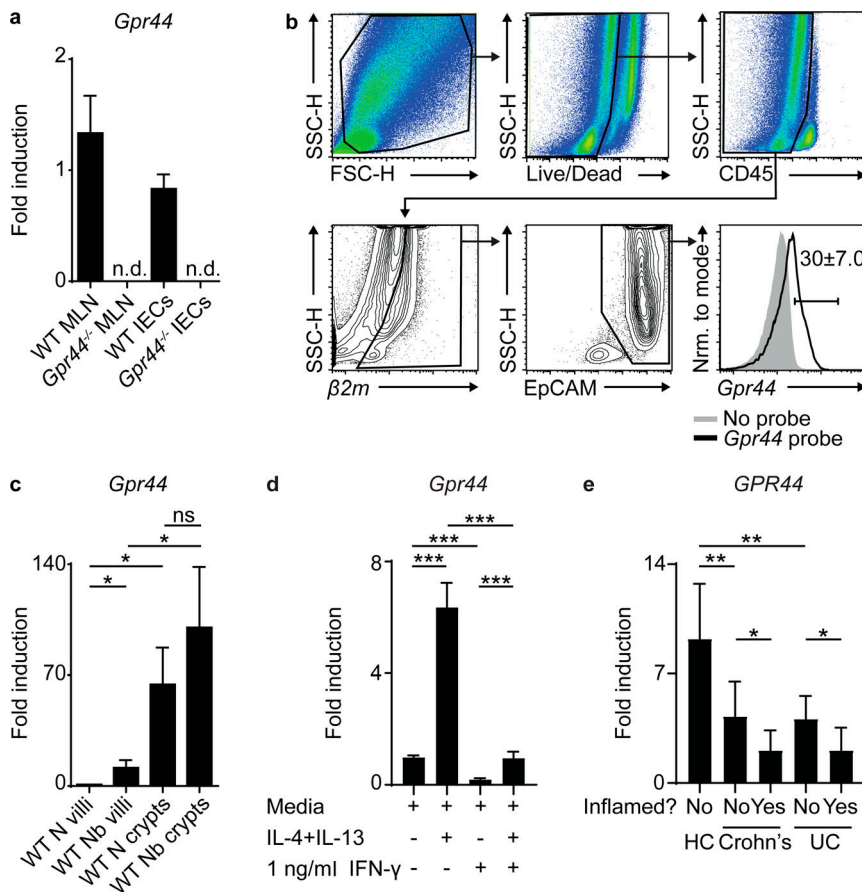 a
Gpr44
Fold induction
2
1
0
n.d.
n.d.
WT MLN
Gpr44-/- MLN
WT IECs
Gpr44-/- IECs
b
SSC-H
FSC-H
SSC-H
Live/Dead
SSC-H
CD45
SSC-H
β2m
SSC-H
EpCAM
Nrm. to mode
30±7.0
Gpr44
No probe
Gpr44 probe
c
Gpr44
ns
*
*
*
Fold induction
140
70
0
WT N villi
WT Nb villi
WT N crypts
WT Nb crypts
d
Gpr44
***
***
***
***
Fold induction
8
4
0
Media + + + +
IL-4+IL-13 - + - +
1 ng/ml IFN-γ - - + +
e
GPR44
**
**
*
*
Fold induction
14
7
0
Inflamed? No No Yes No Yes
HC Crohn's UC